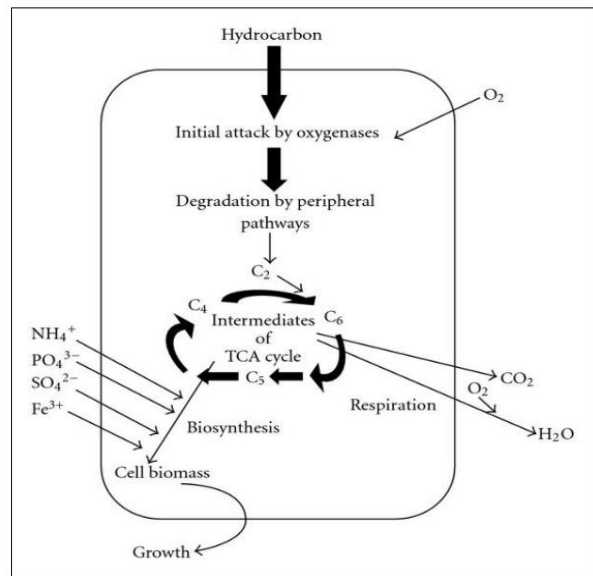 Hydrocarbon
O₂
Initial attack by oxygenases
Degradation by peripheral
pathways
C₂
C₄
C₆
Intermediates
of
TCA cycle
C₅
NH₄⁺
PO₄³⁻
SO₄²⁻
Fe³⁺
Biosynthesis
Respiration
CO₂
O₂
H₂O
Cell biomass
Growth